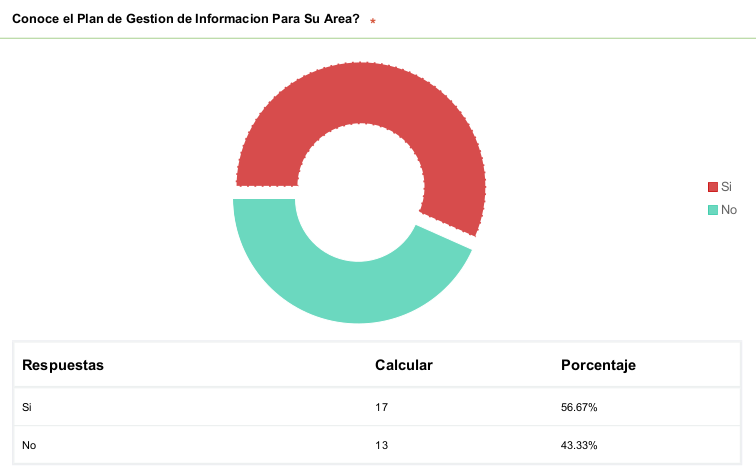 Conoce el Plan de Gestion de Informacion Para Su Area? *
Si
No
Respuestas Calcular Porcentaje
Si 17 56.67%
No 13 43.33%